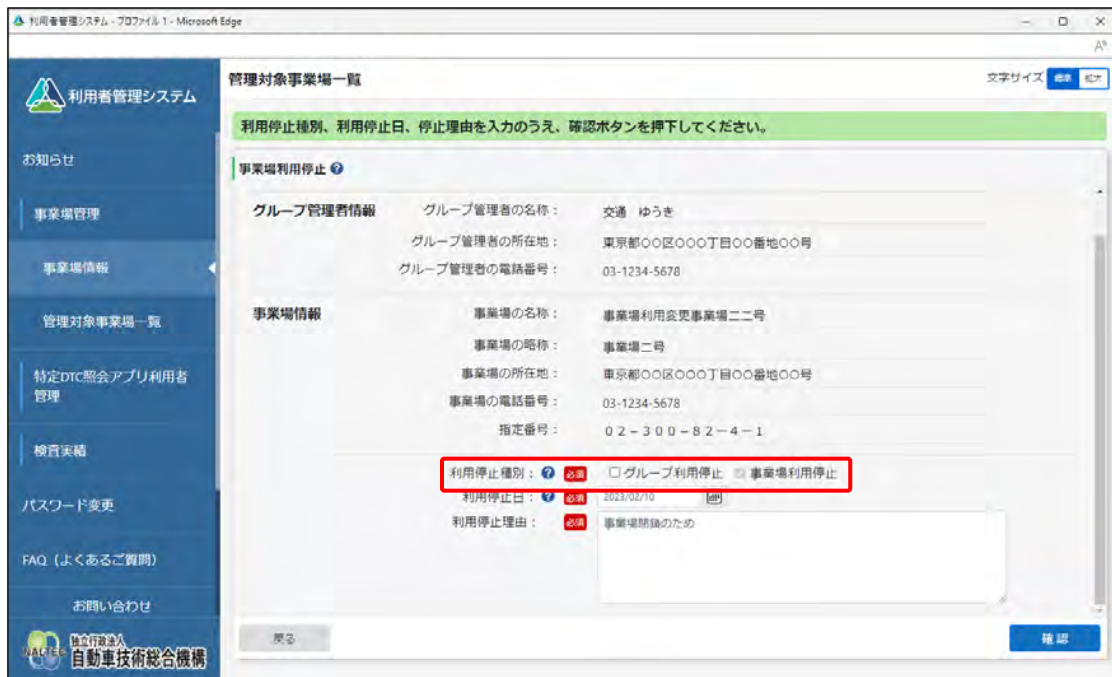 利用者管理システム - プロファイル 1 - Microsoft Edge
利用者管理システム
お知らせ
事業場管理
事業場情報
管理対象事業場一覧
特定DTC照会アプリ利用者
管理
検査実績
パスワード変更
FAQ（よくあるご質問）
お問い合わせ
NALTEC
独立行政法人
自動車技術総合機構
管理対象事業場一覧
文字サイズ 標準 拡大
利用停止種別、利用停止日、停止理由を入力のうえ、確認ボタンを押下してください。
事業場利用停止
グループ管理者情報 グループ管理者の名称： 交通　ゆうき
グループ管理者の所在地： 東京都○○区○○○丁目○○番地○○号
グループ管理者の電話番号： 03-1234-5678
事業場情報 事業場の名称： 事業場利用変更事業場二二号
事業場の略称： 事業場二号
事業場の所在地： 東京都○○区○○○丁目○○番地○○号
事業場の電話番号： 03-1234-5678
指定番号： ０２－３００－８２－４－１
利用停止種別： 必須 グループ利用停止 事業場利用停止
利用停止日： 必須 2023/02/10
利用停止理由： 必須 事業場閉鎖のため
戻る
確認